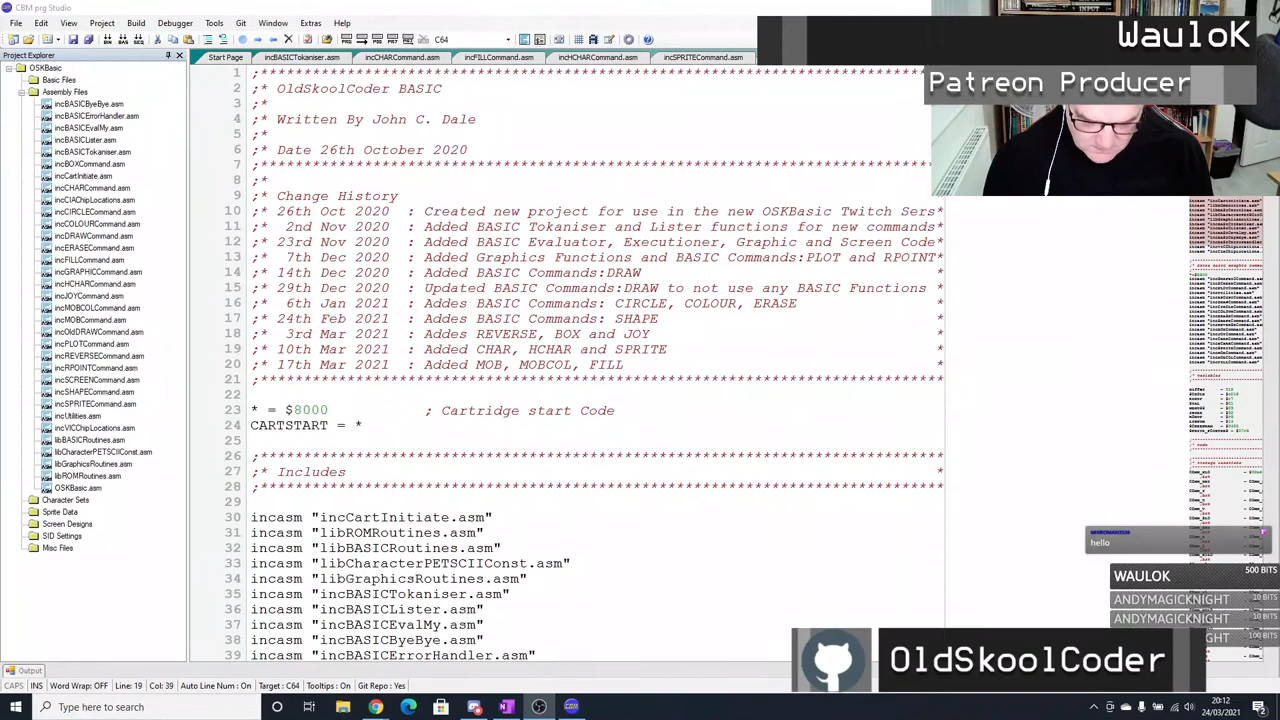 CBM prg Studio
File Edit View Project Build Debugger Tools Git Window Extras Help
C64
Project Explorer
OSKBasic
Basic Files
Assembly Files
incBASICByeBye.asm
incBASICErrorHandler.asm
incBASICEvalMy.asm
incBASICLister.asm
incBASICTokaniser.asm
incBOXCommand.asm
incCartInitiate.asm
incCHARCommand.asm
incCIAChipLocations.asm
incCIRCLECommand.asm
incCOLOURCommand.asm
incDRAWCommand.asm
incERASECommand.asm
incFILLCommand.asm
incGRAPHICCommand.asm
incHCHARCommand.asm
incJOYCommand.asm
incMOBCOLCommand.asm
incMOBCommand.asm
incOldDRAWCommand.asm
incPLOTCommand.asm
incREVERSECommand.asm
incRPOINTCommand.asm
incSCREENCommand.asm
incSHAPECommand.asm
incSPRITECommand.asm
incUtilities.asm
incVICChipLocations.asm
libBASICRoutines.asm
libCharacterPETSCIIConst.asm
libGraphicsRoutines.asm
libROMRoutines.asm
OSKBasic.asm
Character Sets
Sprite Data
Screen Designs
SID Settings
Misc Files
Start Page incBASICTokaniser.asm incCHARCommand.asm incFILLCommand.asm incHCHARCommand.asm incSPRITECommand.asm
1 ;*******************************************************************
2 ;* OldSkoolCoder BASIC
3 ;*
4 ;* Written By John C. Dale
5 ;*
6 ;* Date 26th October 2020
7 ;*******************************************************************
8 ;*
9 ;* Change History
10 ;* 26th Oct 2020 : Created new project for use in the new OSKBasic Twitch Sers*
11 ;* 2nd Nov 2020 : Added BASIC Tokaniser and Lister functions for new commands
12 ;* 23rd Nov 2020 : Added BASIC Evaluator, Executioner, Graphic and Screen Code
13 ;* 7th Dec 2020 : Added Graphic Functions and BASIC Commands:PLOT and RPOINT*
14 ;* 14th Dec 2020 : Added BASIC Commands:DRAW
15 ;* 29th Dec 2020 : Updated BASIC Commands:DRAW to not use any BASIC Functions
16 ;* 6th Jan 2021 : Addes BASIC Commands: CIRCLE, COLOUR, ERASE
17 ;* 24th Feb 2021 : Addes BASIC Commands:SHAPE
18 ;* 3rd Mar 2021 : Added REVERSE, BOX and JOY
19 ;* 10th Mar 2021 : Added CHAR, HCHAR and SPRITE
20 ;* 17th Mar 2021 : Added MOB, MOBCOL, FILL
21 ;*******************************************************************
22
23 * = $8000 ; Cartridge start Code
24 CARTSTART = *
25
26 ;*******************************************************************
27 ;* Includes
28 ;*******************************************************************
29
30 incasm "incCartInitiate.asm"
31 incasm "libROMRoutines.asm"
32 incasm "libBASICRoutines.asm"
33 incasm "libCharacterPETSCIIConst.asm"
34 incasm "libGraphicsRoutines.asm"
35 incasm "incBASICTokaniser.asm"
36 incasm "incBASICLister.asm"
37 incasm "incBASICEvalMy.asm"
38 incasm "incBASICByeBye.asm"
39 incasm "incBASICErrorHandler.asm"
WauloK
Patreon Producer
hello
500 BITS
WAULOK
ANDYMAGICKNIGHT 10 BITS
ANDYMAGICKNIGHT 10 BITS
100 BITS
OldSkoolCoder
Output
CAPS INS Word Wrap: OFF Line: 19 Col: 39 Auto Line Num : On Target : C64 Tooltips : On Git Repo : Yes
Type here to search
20:12
24/03/2021